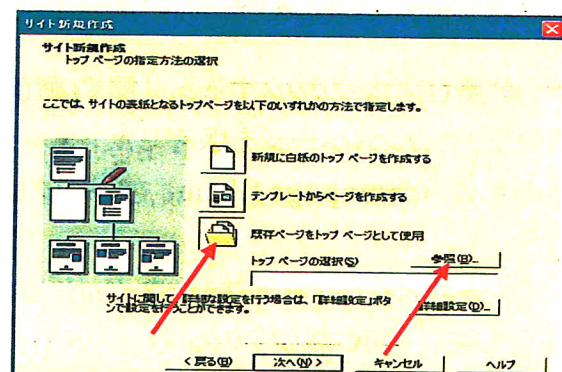 サイト新規作成
サイト新規作成
トップ ページの指定方法の選択
ここでは、サイトの表紙となるトップページを以下のいずれかの方法で指定します。
新規に白紙のトップ ページを作成する
テンプレートからページを作成する
既存ページをトップ ページとして使用
トップ ページの選択(S)
参照(B)...
サイトに関して、詳細な設定を行う場合は、「詳細設定」ボタ
ンで設定を行うことができます。
詳細設定(D)...
< 戻る(B)
次へ(N) >
キャンセル
ヘルプ